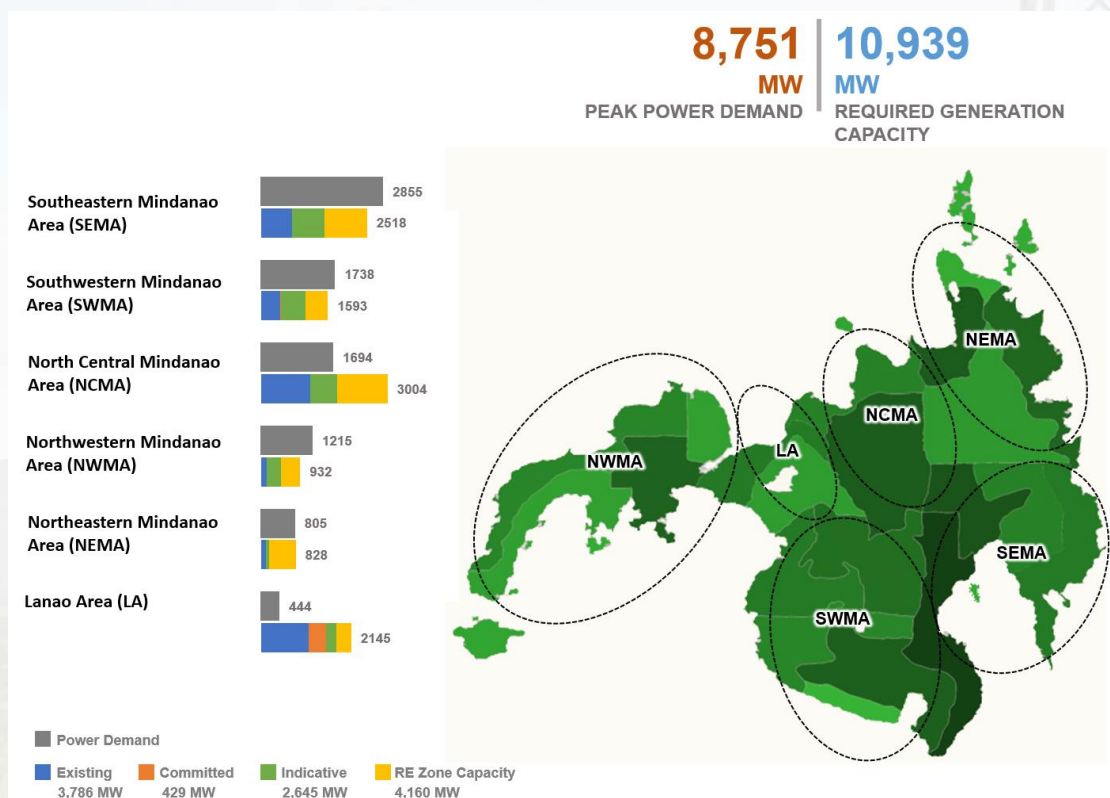 8,751
MW
PEAK POWER DEMAND
10,939
MW
REQUIRED GENERATION
CAPACITY
Southeastern Mindanao
Area (SEMA)
2855
2518
Southwestern Mindanao
Area (SWMA)
1738
1593
North Central Mindanao
Area (NCMA)
1694
3004
Northwestern Mindanao
Area (NWMA)
1215
932
Northeastern Mindanao
Area (NEMA)
805
828
Lanao Area (LA)
444
2145
NEMA
NCMA
LA
NWMA
SEMA
SWMA
Power Demand
Existing
3,786 MW
Committed
429 MW
Indicative
2,645 MW
RE Zone Capacity
4,160 MW